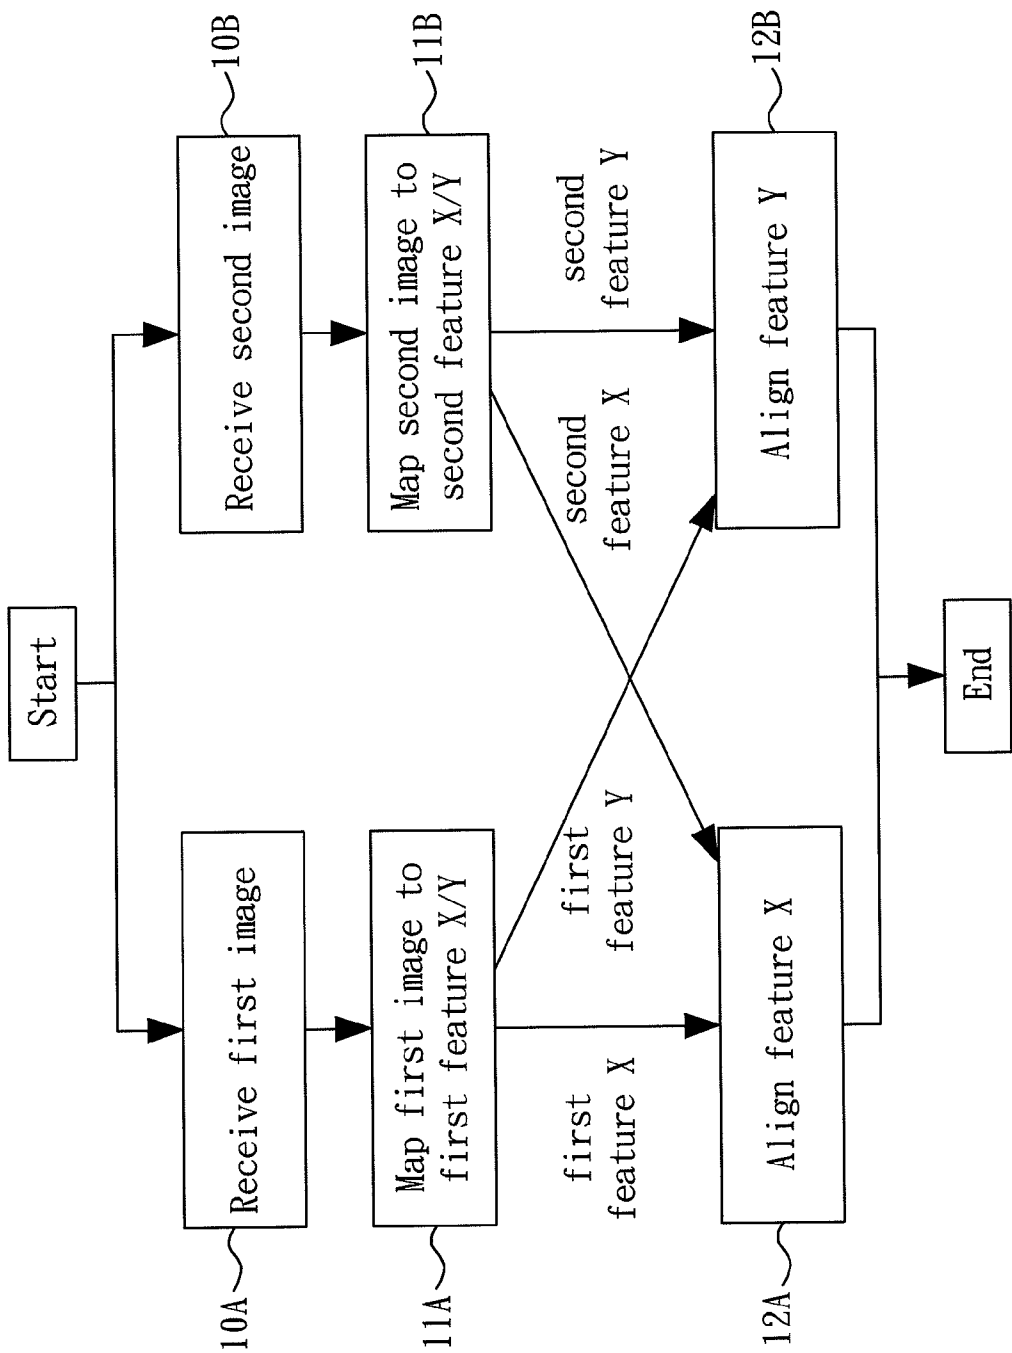 Start
10A
Receive first image
Receive second image
10B
11A
Map first image to
first feature X/Y
Map second image to
second feature X/Y
11B
first
feature X
first
feature Y
second
feature X
second
feature Y
12A
Align feature X
Align feature Y
12B
End